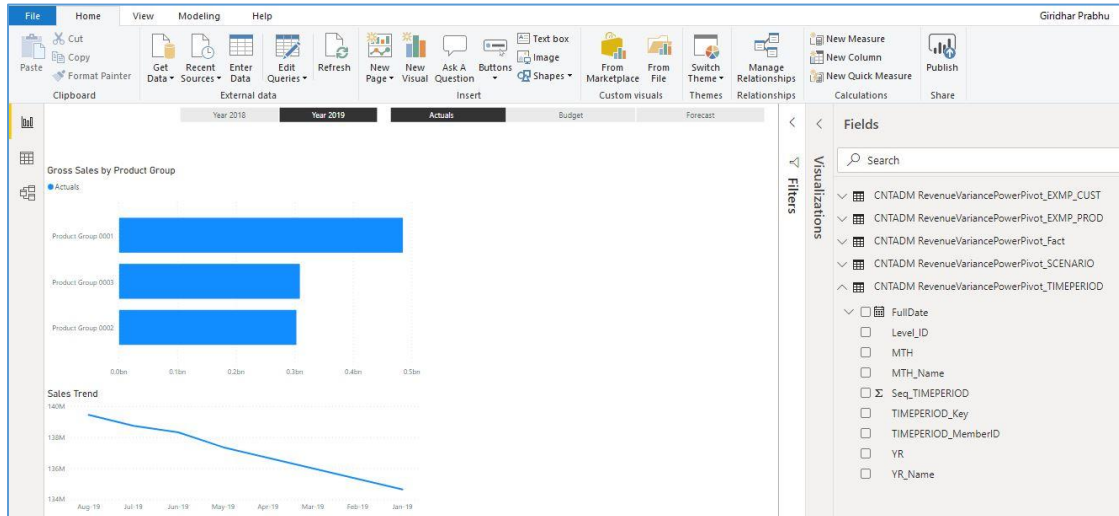 File Home View Modeling Help Giridhar Prabhu
Paste
Cut
Copy
Format Painter
Clipboard
Get Data
Recent Sources
Enter Data
Edit Queries
Refresh
External data
New Page
New Visual
Ask A Question
Buttons
Text box
Image
Shapes
Insert
From Marketplace
From File
Custom visuals
Switch Theme
Themes
Manage Relationships
Relationships
New Measure
New Column
New Quick Measure
Calculations
Publish
Share
Year 2018 Year 2019 Actuals Budget Forecast
Gross Sales by Product Group
Actuals
Product Group 0001
Product Group 0003
Product Group 0002
0.0bn 0.1bn 0.2bn 0.3bn 0.4bn 0.5bn
Sales Trend
140M
138M
136M
134M
Aug-19 Jul-19 Jun-19 May-19 Apr-19 Mar-19 Feb-19 Jan-19
Filters
Visualizations
Fields
Search
CNTADM RevenueVariancePowerPivot_EXMP_CUST
CNTADM RevenueVariancePowerPivot_EXMP_PROD
CNTADM RevenueVariancePowerPivot_Fact
CNTADM RevenueVariancePowerPivot_SCENARIO
CNTADM RevenueVariancePowerPivot_TIMEPERIOD
FullDate
Level_ID
MTH
MTH_Name
Σ Seq_TIMEPERIOD
TIMEPERIOD_Key
TIMEPERIOD_MemberID
YR
YR_Name